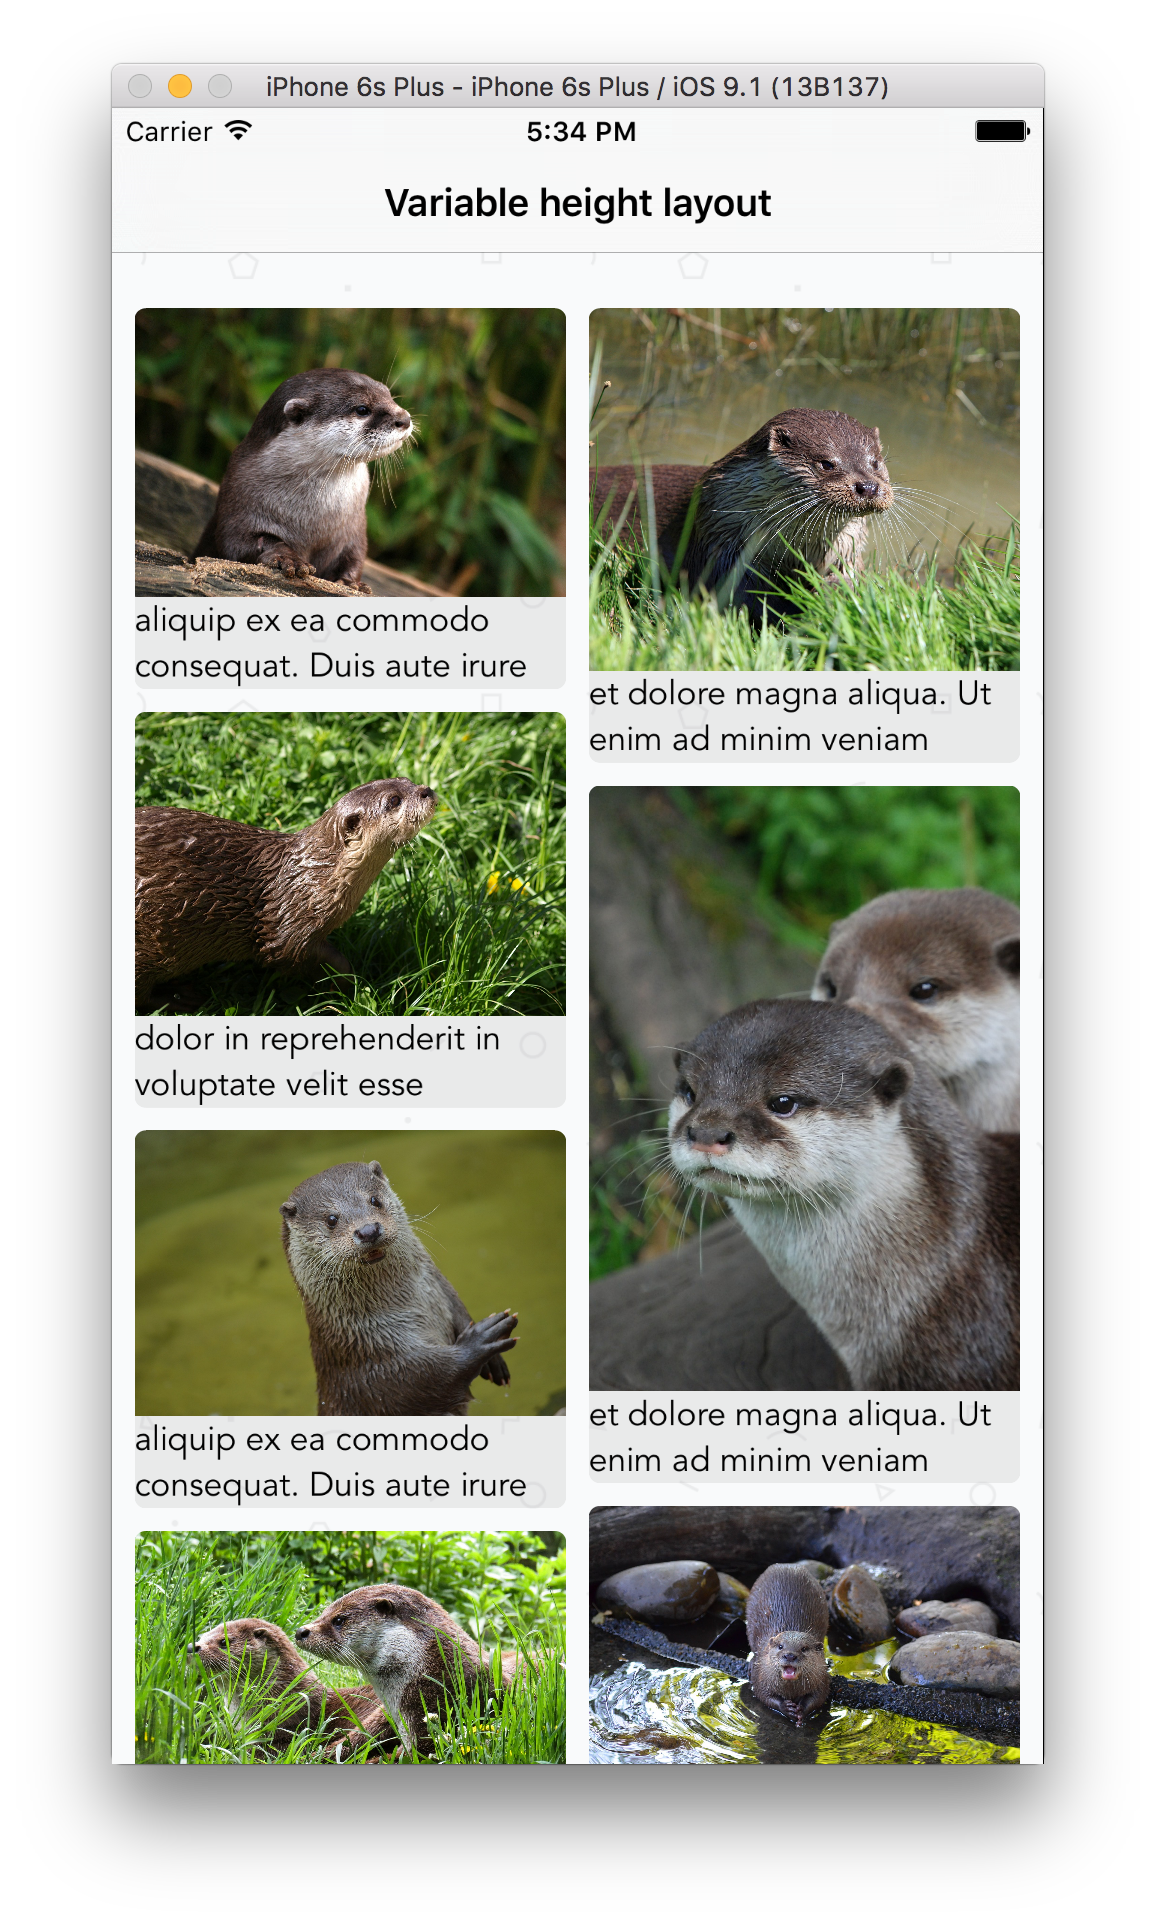 iPhone 6s Plus - iPhone 6s Plus / iOS 9.1 (13B137)
Carrier
5:34 PM
Variable height layout
aliquip ex ea commodo
consequat. Duis aute irure
et dolore magna aliqua. Ut
enim ad minim veniam
dolor in reprehenderit in
voluptate velit esse
et dolore magna aliqua. Ut
enim ad minim veniam
aliquip ex ea commodo
consequat. Duis aute irure